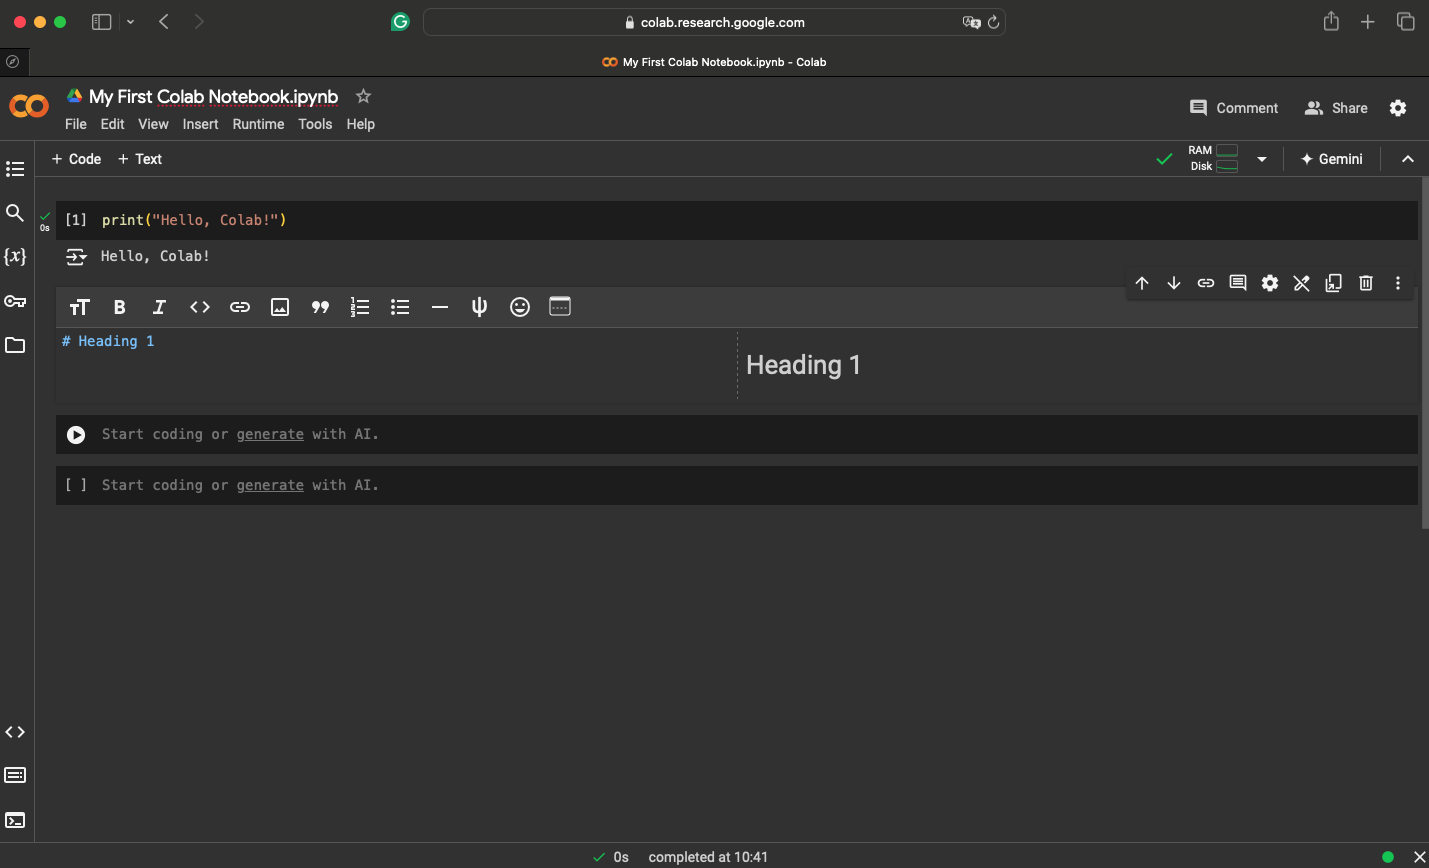 colab.research.google.com
My First Colab Notebook.ipynb - Colab
My First Colab Notebook.ipynb
Comment
Share
File Edit View Insert Runtime Tools Help
+ Code + Text
RAM
Disk
Gemini
0s
[1] print("Hello, Colab!")
Hello, Colab!
{x}
# Heading 1
Heading 1
Start coding or generate with AI.
[ ] Start coding or generate with AI.
0s completed at 10:41